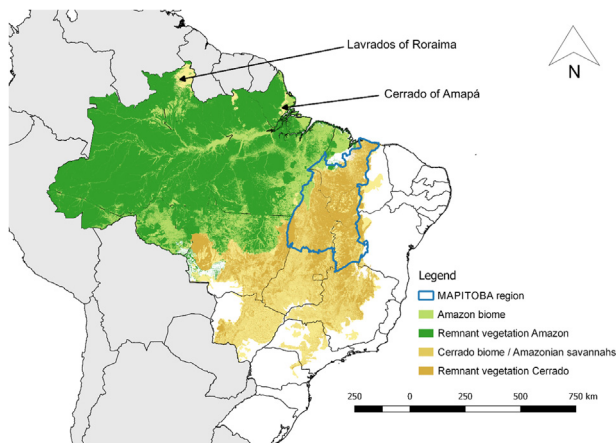 Lavrados of Roraima
Cerrado of Amapá
N
Legend
MAPITOBA region
Amazon biome
Remnant vegetation Amazon
Cerrado biome / Amazonian savannahs
Remnant vegetation Cerrado
250 0 250 500 750 km